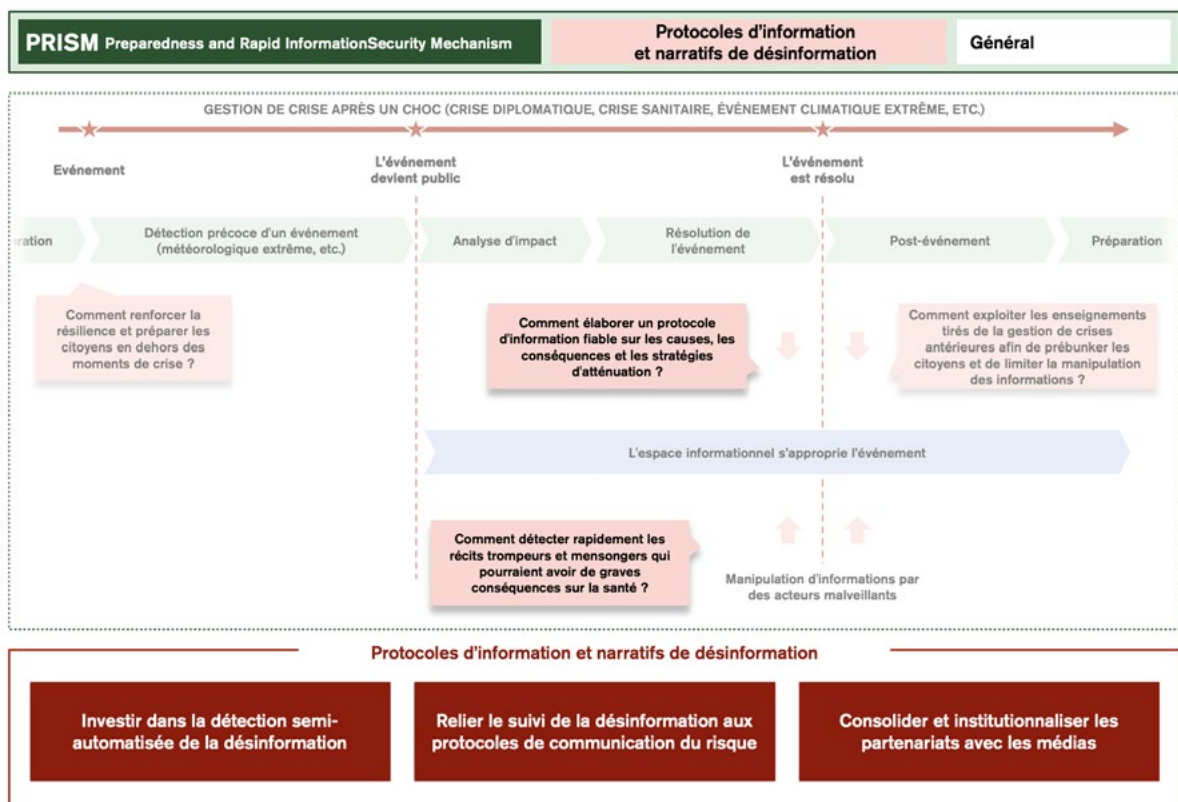 PRISM Preparedness and Rapid InformationSecurity Mechanism
Protocoles d'information
et narratifs de désinformation
Général
GESTION DE CRISE APRÈS UN CHOC (CRISE DIPLOMATIQUE, CRISE SANITAIRE, ÉVÉNEMENT CLIMATIQUE EXTRÊME, ETC.)
Evénement
L'événement
devient public
L'événement
est résolu
aration
Détection précoce d'un événement
(météorologique extrême, etc.)
Analyse d'impact
Résolution de
l'événement
Post-événement
Préparation
Comment renforcer la
résilience et préparer les
citoyens en dehors des
moments de crise ?
Comment élaborer un protocole
d'information fiable sur les causes, les
conséquences et les stratégies
d'atténuation ?
Comment exploiter les enseignements
tirés de la gestion de crises
antérieures afin de prébunker les
citoyens et de limiter la manipulation
des informations ?
L'espace informationnel s'approprie l'événement
Comment détecter rapidement les
récits trompeurs et mensongers qui
pourraient avoir de graves
conséquences sur la santé ?
Manipulation d'informations par
des acteurs malveillants
Protocoles d'information et narratifs de désinformation
Investir dans la détection semi-
automatisée de la désinformation
Relier le suivi de la désinformation aux
protocoles de communication du risque
Consolider et institutionnaliser les
partenariats avec les médias